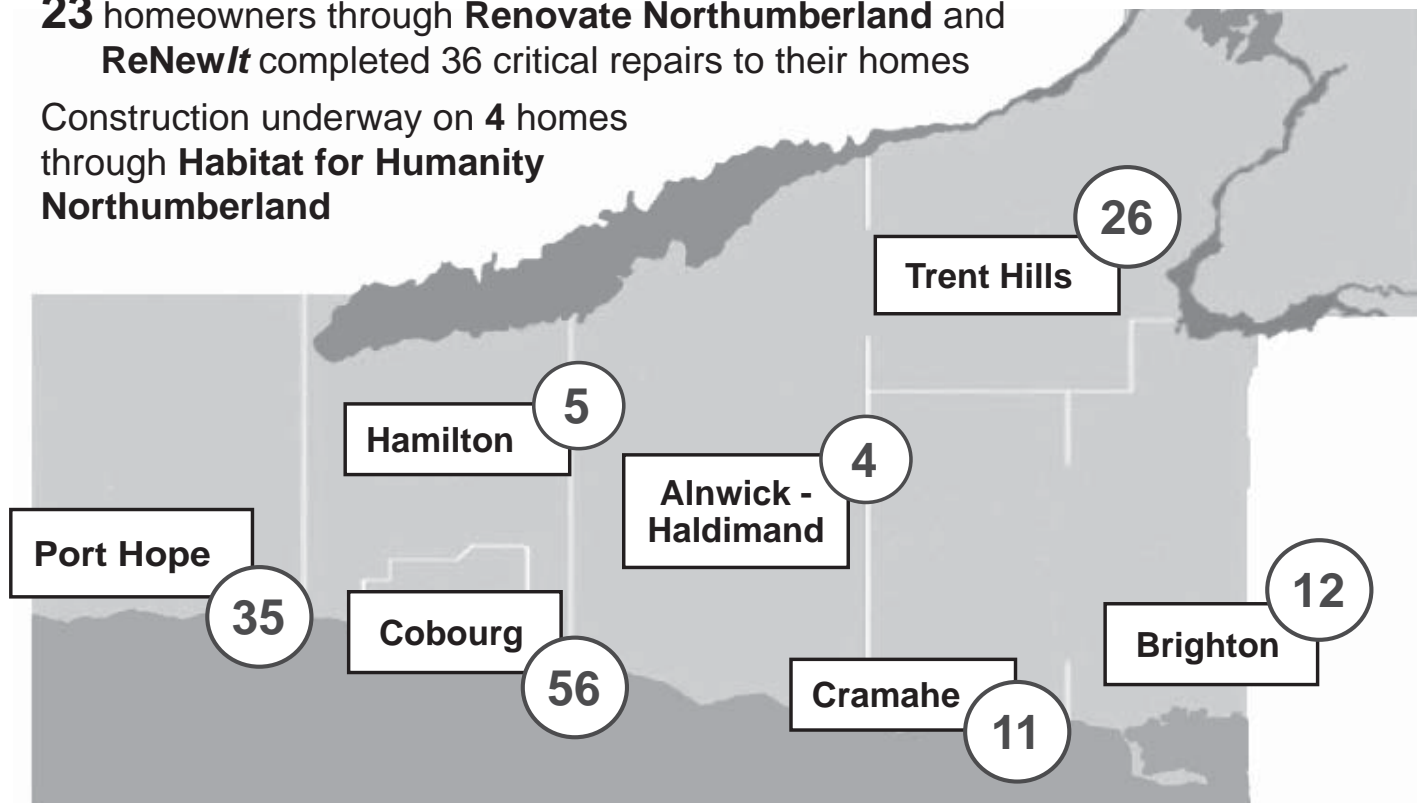 23 homeowners through Renovate Northumberland and
ReNewIt completed 36 critical repairs to their homes
Construction underway on 4 homes
through Habitat for Humanity
Northumberland
26
Trent Hills
5
Hamilton
4
Alnwick -
Haldimand
Port Hope
35
12
Brighton
Cobourg
56
Cramahe
11